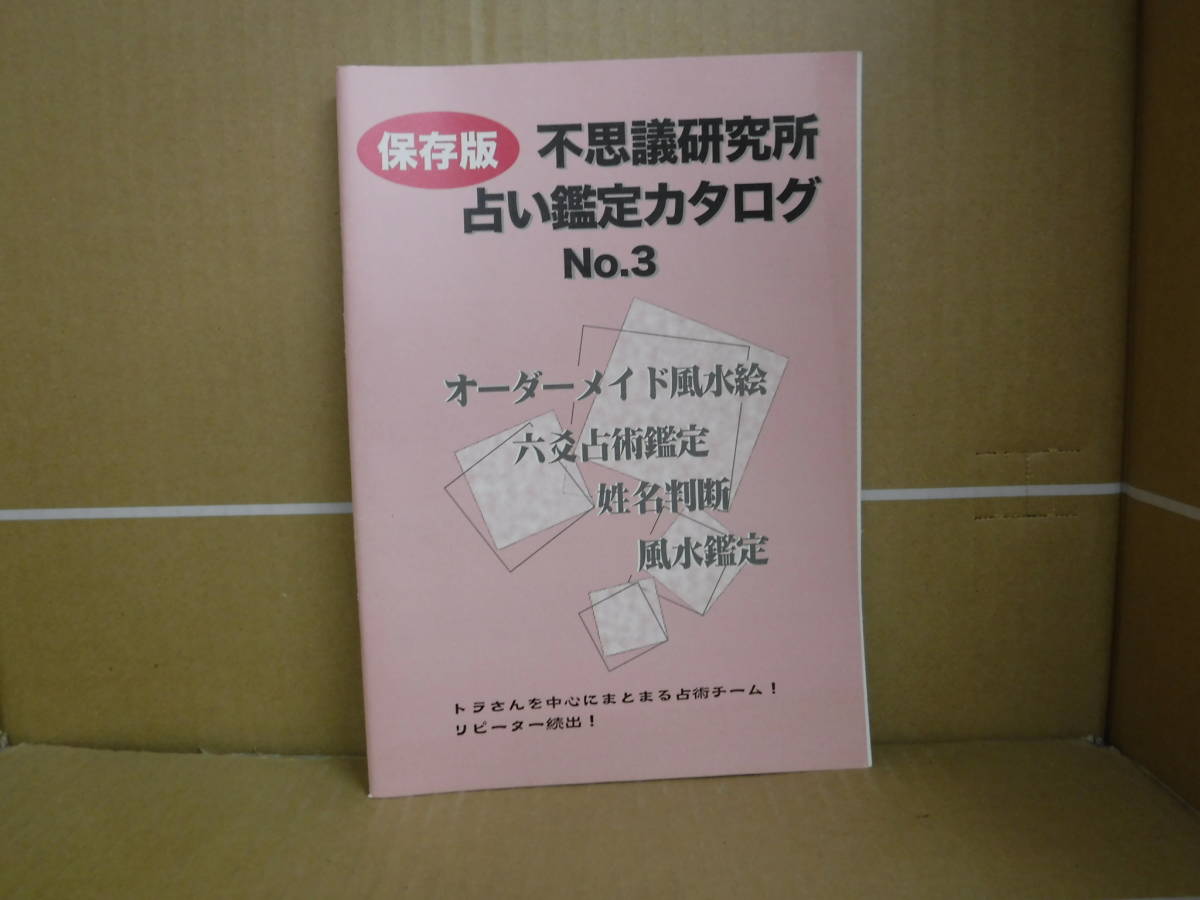 保存版
不思議研究所
占い鑑定カタログ
No.3
オーダーメイド風水絵
六爻占術鑑定
姓名判断
風水鑑定
トラさんを中心にまとまる占術チーム！
リピーター続出！